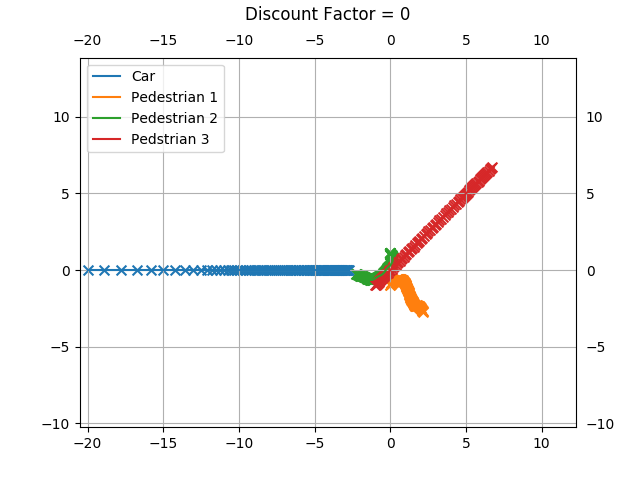 Discount Factor = 0
−20 −15 −10 −5 0 5 10
Car
Pedestrian 1
Pedestrian 2
Pedstrian 3
10 10
5 5
0 0
−5 −5
−10 −10
−20 −15 −10 −5 0 5 10